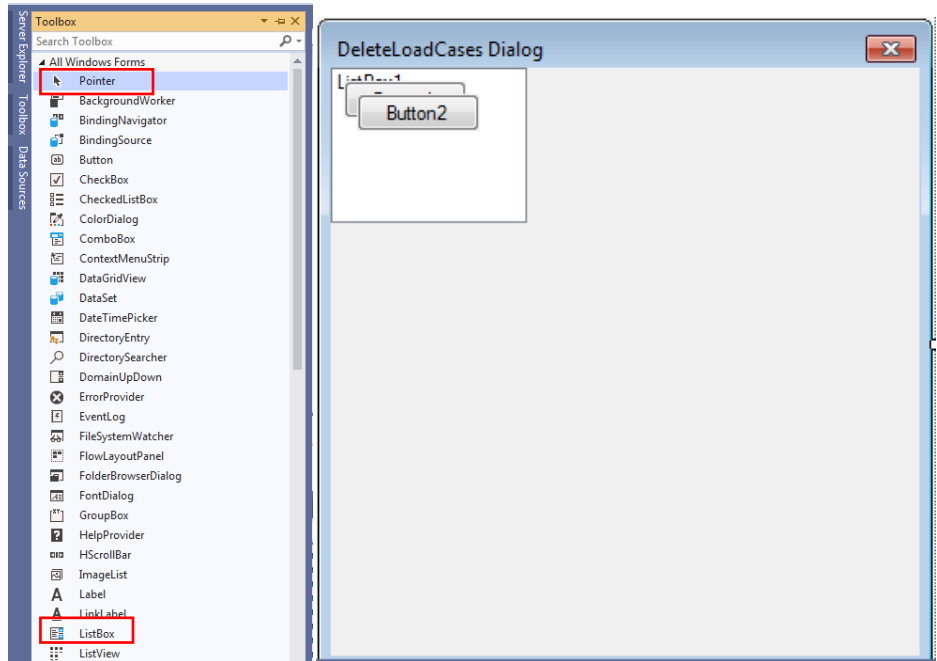 Server Explorer
Toolbox
Data Sources
Toolbox
Search Toolbox
All Windows Forms
Pointer
BackgroundWorker
BindingNavigator
BindingSource
Button
CheckBox
CheckedListBox
ColorDialog
ComboBox
ContextMenuStrip
DataGridView
DataSet
DateTimePicker
DirectoryEntry
DirectorySearcher
DomainUpDown
ErrorProvider
EventLog
FileSystemWatcher
FlowLayoutPanel
FolderBrowserDialog
FontDialog
GroupBox
HelpProvider
HScrollBar
ImageList
Label
LinkLabel
ListBox
ListView
DeleteLoadCases Dialog
ListBox1
Button2